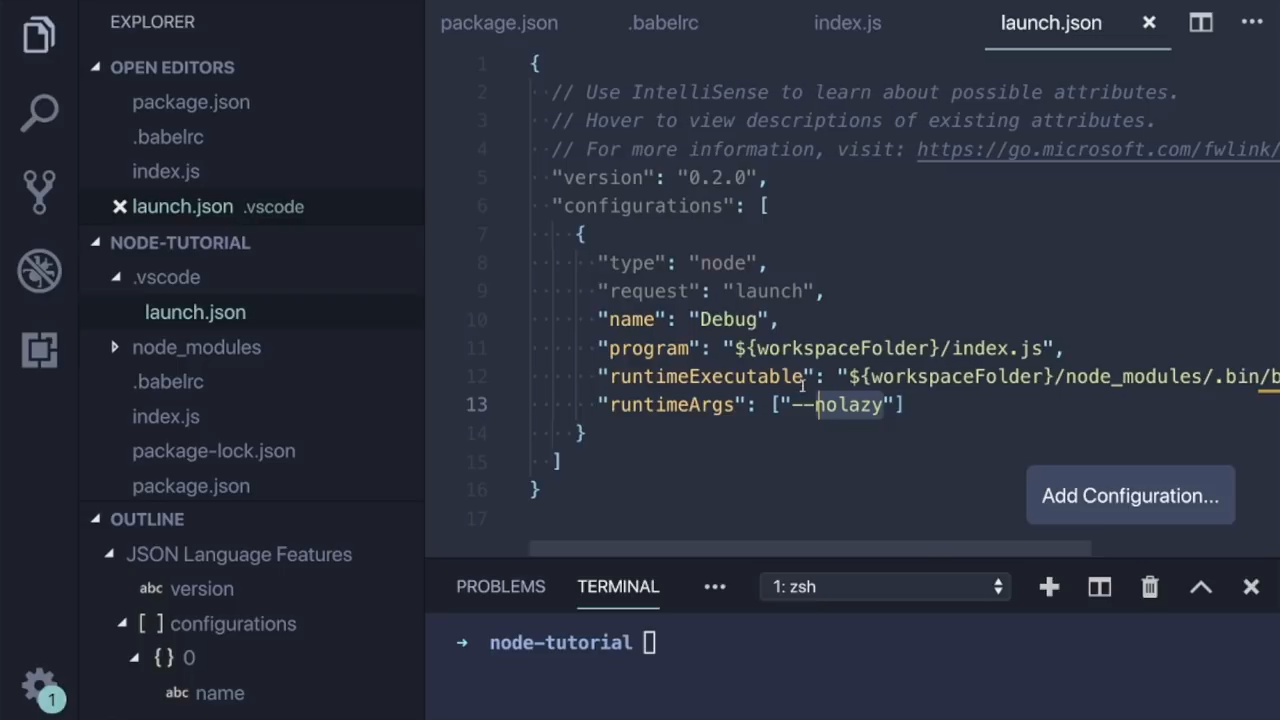 EXPLORER
OPEN EDITORS
package.json
.babelrc
index.js
launch.json .vscode
NODE-TUTORIAL
.vscode
launch.json
node_modules
.babelrc
index.js
package-lock.json
package.json
OUTLINE
JSON Language Features
abc version
[ ] configurations
{} 0
abc name
1
package.json .babelrc index.js launch.json
1 {
2 // Use IntelliSense to learn about possible attributes.
3 // Hover to view descriptions of existing attributes.
4 // For more information, visit: https://go.microsoft.com/fwlink/
5 "version": "0.2.0",
6 "configurations": [
7 {
8 "type": "node",
9 "request": "launch",
10 "name": "Debug",
11 "program": "${workspaceFolder}/index.js",
12 "runtimeExecutable": "${workspaceFolder}/node_modules/.bin/b
13 "runtimeArgs": ["--nolazy"]
14 }
15 ]
16 }
17
Add Configuration...
PROBLEMS TERMINAL ••• 1: zsh
→ node-tutorial